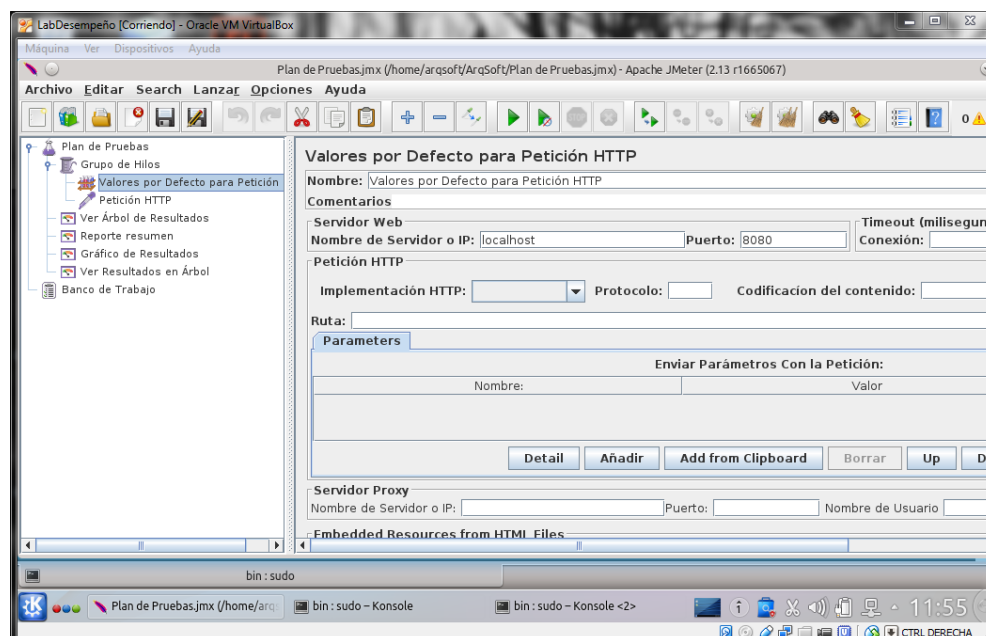 LabDesempeño [Corriendo] - Oracle VM VirtualBox
Máquina Ver Dispositivos Ayuda
Plan de Pruebas.jmx (/home/arqsoft/ArqSoft/Plan de Pruebas.jmx) - Apache JMeter (2.13 r1665067)
Archivo Editar Search Lanzar Opciones Ayuda
0
Plan de Pruebas
Grupo de Hilos
Valores por Defecto para Petición
Petición HTTP
Ver Árbol de Resultados
Reporte resumen
Gráfico de Resultados
Ver Resultados en Árbol
Banco de Trabajo
Valores por Defecto para Petición HTTP
Nombre: Valores por Defecto para Petición HTTP
Comentarios
Servidor Web
Timeout (milisegun
Nombre de Servidor o IP: localhost Puerto: 8080 Conexión:
Petición HTTP
Implementación HTTP: Protocolo: Codificacíon del contenido:
Ruta:
Parameters
Enviar Parámetros Con la Petición:
Nombre: Valor
Detail Añadir Add from Clipboard Borrar Up D
Servidor Proxy
Nombre de Servidor o IP: Puerto: Nombre de Usuario
Embedded Resources from HTML Files
bin : sudo
Plan de Pruebas.jmx (/home/arq bin : sudo – Konsole bin : sudo – Konsole <2> 11:55
CTRL DERECHA